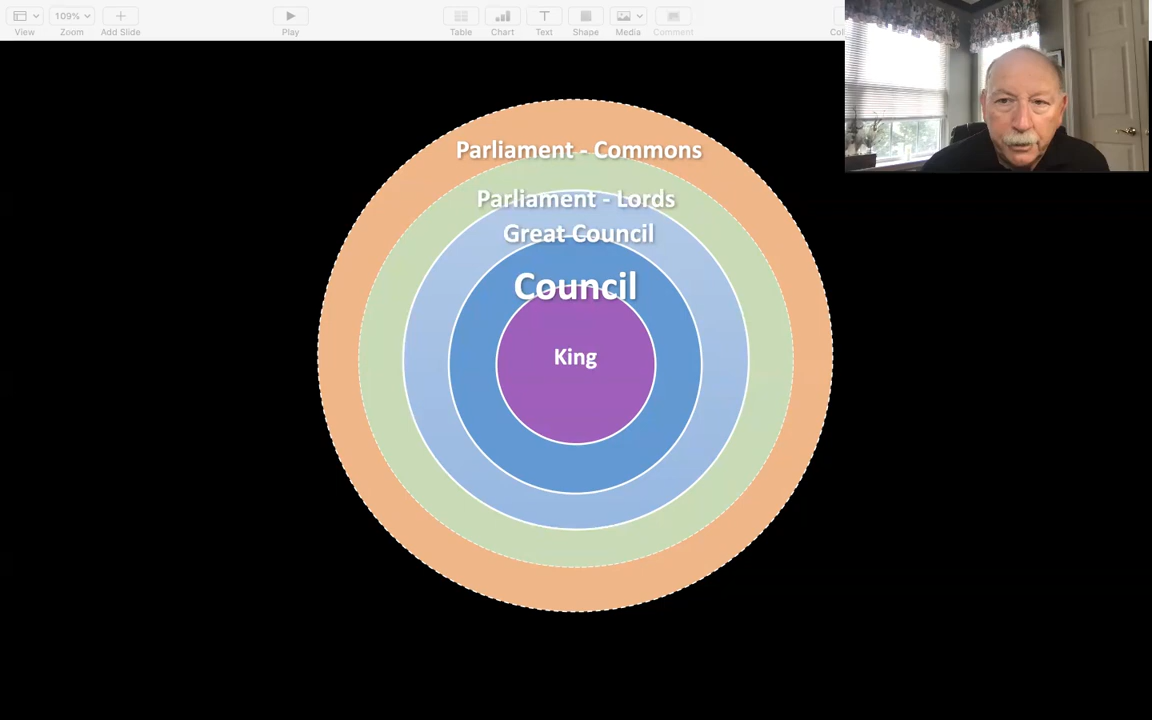 109%
View
Zoom
Add Slide
Play
Table
Chart
Text
Shape
Media
Comment
Parliament - Commons
Parliament - Lords
Great Council
Council
King